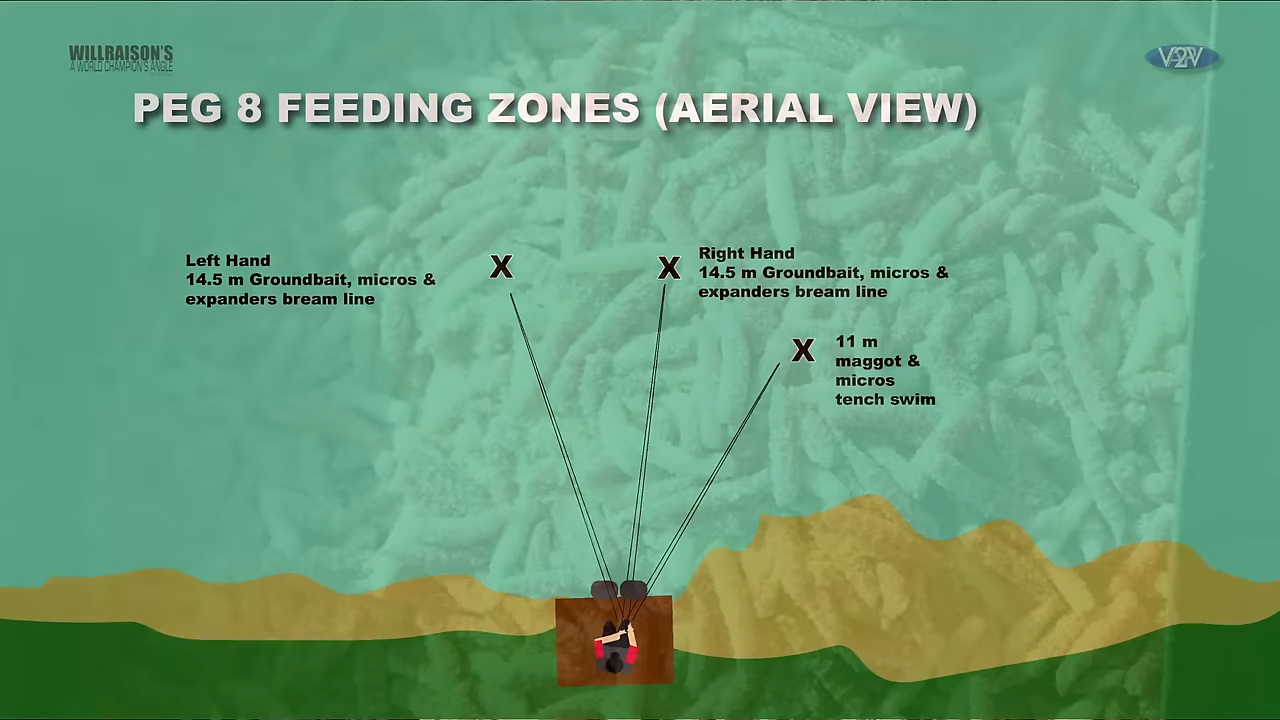 WILLRAISON'S
A WORLD CHAMPION'S ANGLE
V2V
PEG 8 FEEDING ZONES (AERIAL VIEW)
Left Hand
14.5 m Groundbait, micros &
expanders bream line
X
X
Right Hand
14.5 m Groundbait, micros &
expanders bream line
X
11 m
maggot &
micros
tench swim